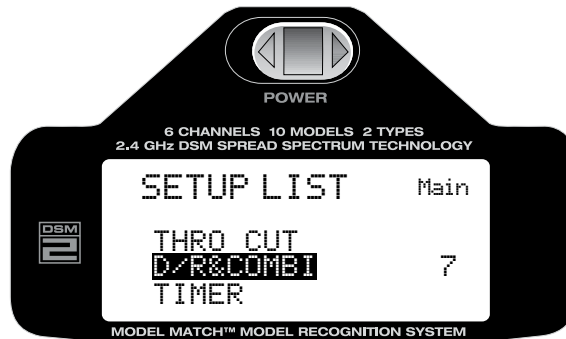 POWER
6 CHANNELS 10 MODELS 2 TYPES
2.4 GHz DSM SPREAD SPECTRUM TECHNOLOGY
SETUP LIST Main
DSM
2
THRO CUT
D/R&COMBI 7
TIMER
MODEL MATCH™ MODEL RECOGNITION SYSTEM